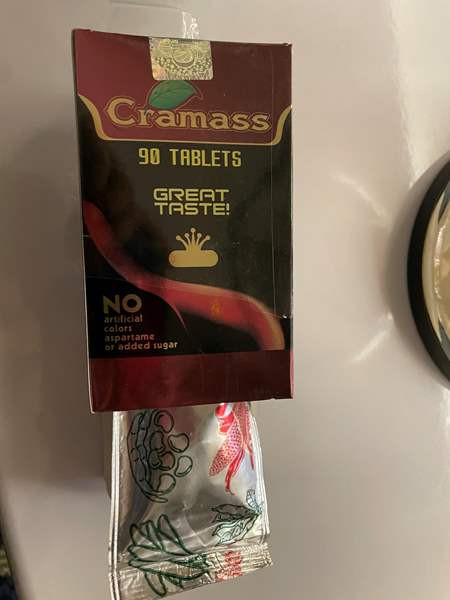 Cramass
90 TABLETS
GREAT
TASTE!
NO
artificial
colors
aspartame
or added sugar